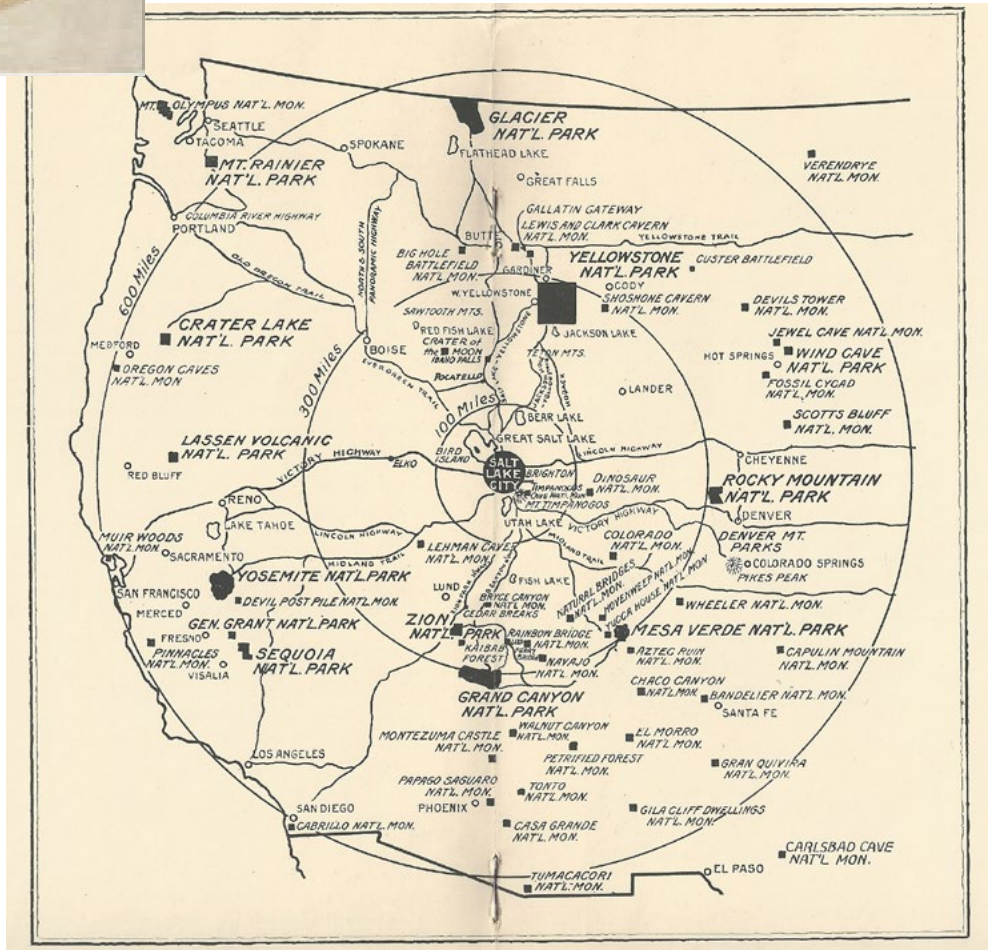 MT. OLYMPUS NAT'L. MON.
SEATTLE
TACOMA
MT. RAINIER
NAT'L. PARK
SPOKANE
GLACIER
NAT'L. PARK
FLATHEAD LAKE
GREAT FALLS
VERENDRYE
NAT'L. MON.
COLUMBIA RIVER HIGHWAY
PORTLAND
NORTH & SOUTH
PANORAMIC HIGHWAY
GALLATIN GATEWAY
LEWIS AND CLARK CAVERN
NAT'L. MON.
BUTTE
YELLOWSTONE TRAIL
BIG HOLE
BATTLEFIELD
NAT'L. MON.
GARDINER
YELLOWSTONE
NAT'L. PARK
CUSTER BATTLEFIELD
OLD OREGON TRAIL
600 Miles
W. YELLOWSTONE
CODY
SHOSHONE CAVERN
NAT'L. MON.
DEVILS TOWER
NAT'L. MON.
SAWTOOTH MTS.
RED FISH LAKE
CRATER of
the MOON
IDAHO FALLS
JACKSON LAKE
TETON MTS.
CRATER LAKE
NAT'L. PARK
MEDFORD
OREGON CAVES
NAT'L. MON
BOISE
EVERGREEN TRAIL
POCATELLO
JEWEL CAVE NAT'L. MON.
HOT SPRINGS
WIND CAVE
NAT'L. PARK
FOSSIL CYCAD
NAT'L. MON.
300 Miles
LANDER
SCOTTS BLUFF
NAT'L. MON.
100 Miles
BEAR LAKE
GREAT SALT LAKE
LINCOLN HIGHWAY
LASSEN VOLCANIC
NAT'L. PARK
RED BLUFF
VICTORY HIGHWAY
ELKO
BIRD
ISLAND
SALT
LAKE
CITY
BRIGHTON
TIMPANOGOS
CAVE NAT'L. MON.
MT. TIMPANOGOS
DINOSAUR
NAT'L. MON.
CHEYENNE
ROCKY MOUNTAIN
NAT'L. PARK
RENO
LAKE TAHOE
UTAH LAKE
VICTORY HIGHWAY
DENVER
DENVER MT.
PARKS
LINCOLN HIGHWAY
MIDLAND TRAIL
MIDLAND TRAIL
COLORADO
NAT'L. MON.
MUIR WOODS
NAT'L. MON.
SACRAMENTO
LEHMAN CAVES
NAT'L. MON.
COLORADO SPRINGS
PIKES PEAK
YOSEMITE NAT'L. PARK
SAN FRANCISCO
MERCED
DEVIL POST PILE NAT'L. MON.
LUND
FISH LAKE
BRYCE CANYON
NAT'L. MON.
CEDAR BREAKS
NATURAL BRIDGES
NAT'L. MON.
HOVENWEEP NAT'L. MON.
YUCCA HOUSE NAT'L MON
WHEELER NAT'L. MON.
GEN. GRANT NAT'L. PARK
FRESNO
PINNACLES
NAT'L. MON.
VISALIA
SEQUOIA
NAT'L. PARK
ZION
NAT'L. PARK
KAIBAB
FOREST
RAINBOW BRIDGE
NAT'L. MON.
NAVAJO
NAT'L. MON.
MESA VERDE NAT'L. PARK
AZTEC RUIN
NAT'L. MON.
CAPULIN MOUNTAIN
NAT'L. MON.
GRAND CANYON
NAT'L. PARK
CHACO CANYON
NAT'L. MON.
BANDELIER NAT'L. MON.
SANTA FE
MONTEZUMA CASTLE
NAT'L. MON.
WALNUT CANYON
NAT'L. MON.
PETRIFIED FOREST
NAT'L. MON.
EL MORRO
NAT'L. MON.
GRAN QUIVIRA
NAT'L. MON.
LOS ANGELES
PAPAGO SAGUARO
NAT'L. MON.
PHOENIX
TONTO
NAT'L. MON.
CASA GRANDE
NAT'L. MON.
GILA CLIFF DWELLINGS
NAT'L. MON.
SAN DIEGO
CABRILLO NAT'L. MON.
TUMACACORI
NAT'L. MON.
EL PASO
CARLSBAD CAVE
NAT'L MON.